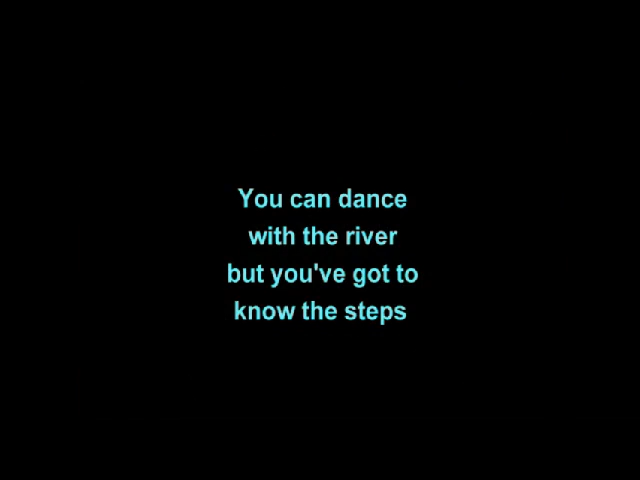 You can dance
with the river
but you've got to
know the steps